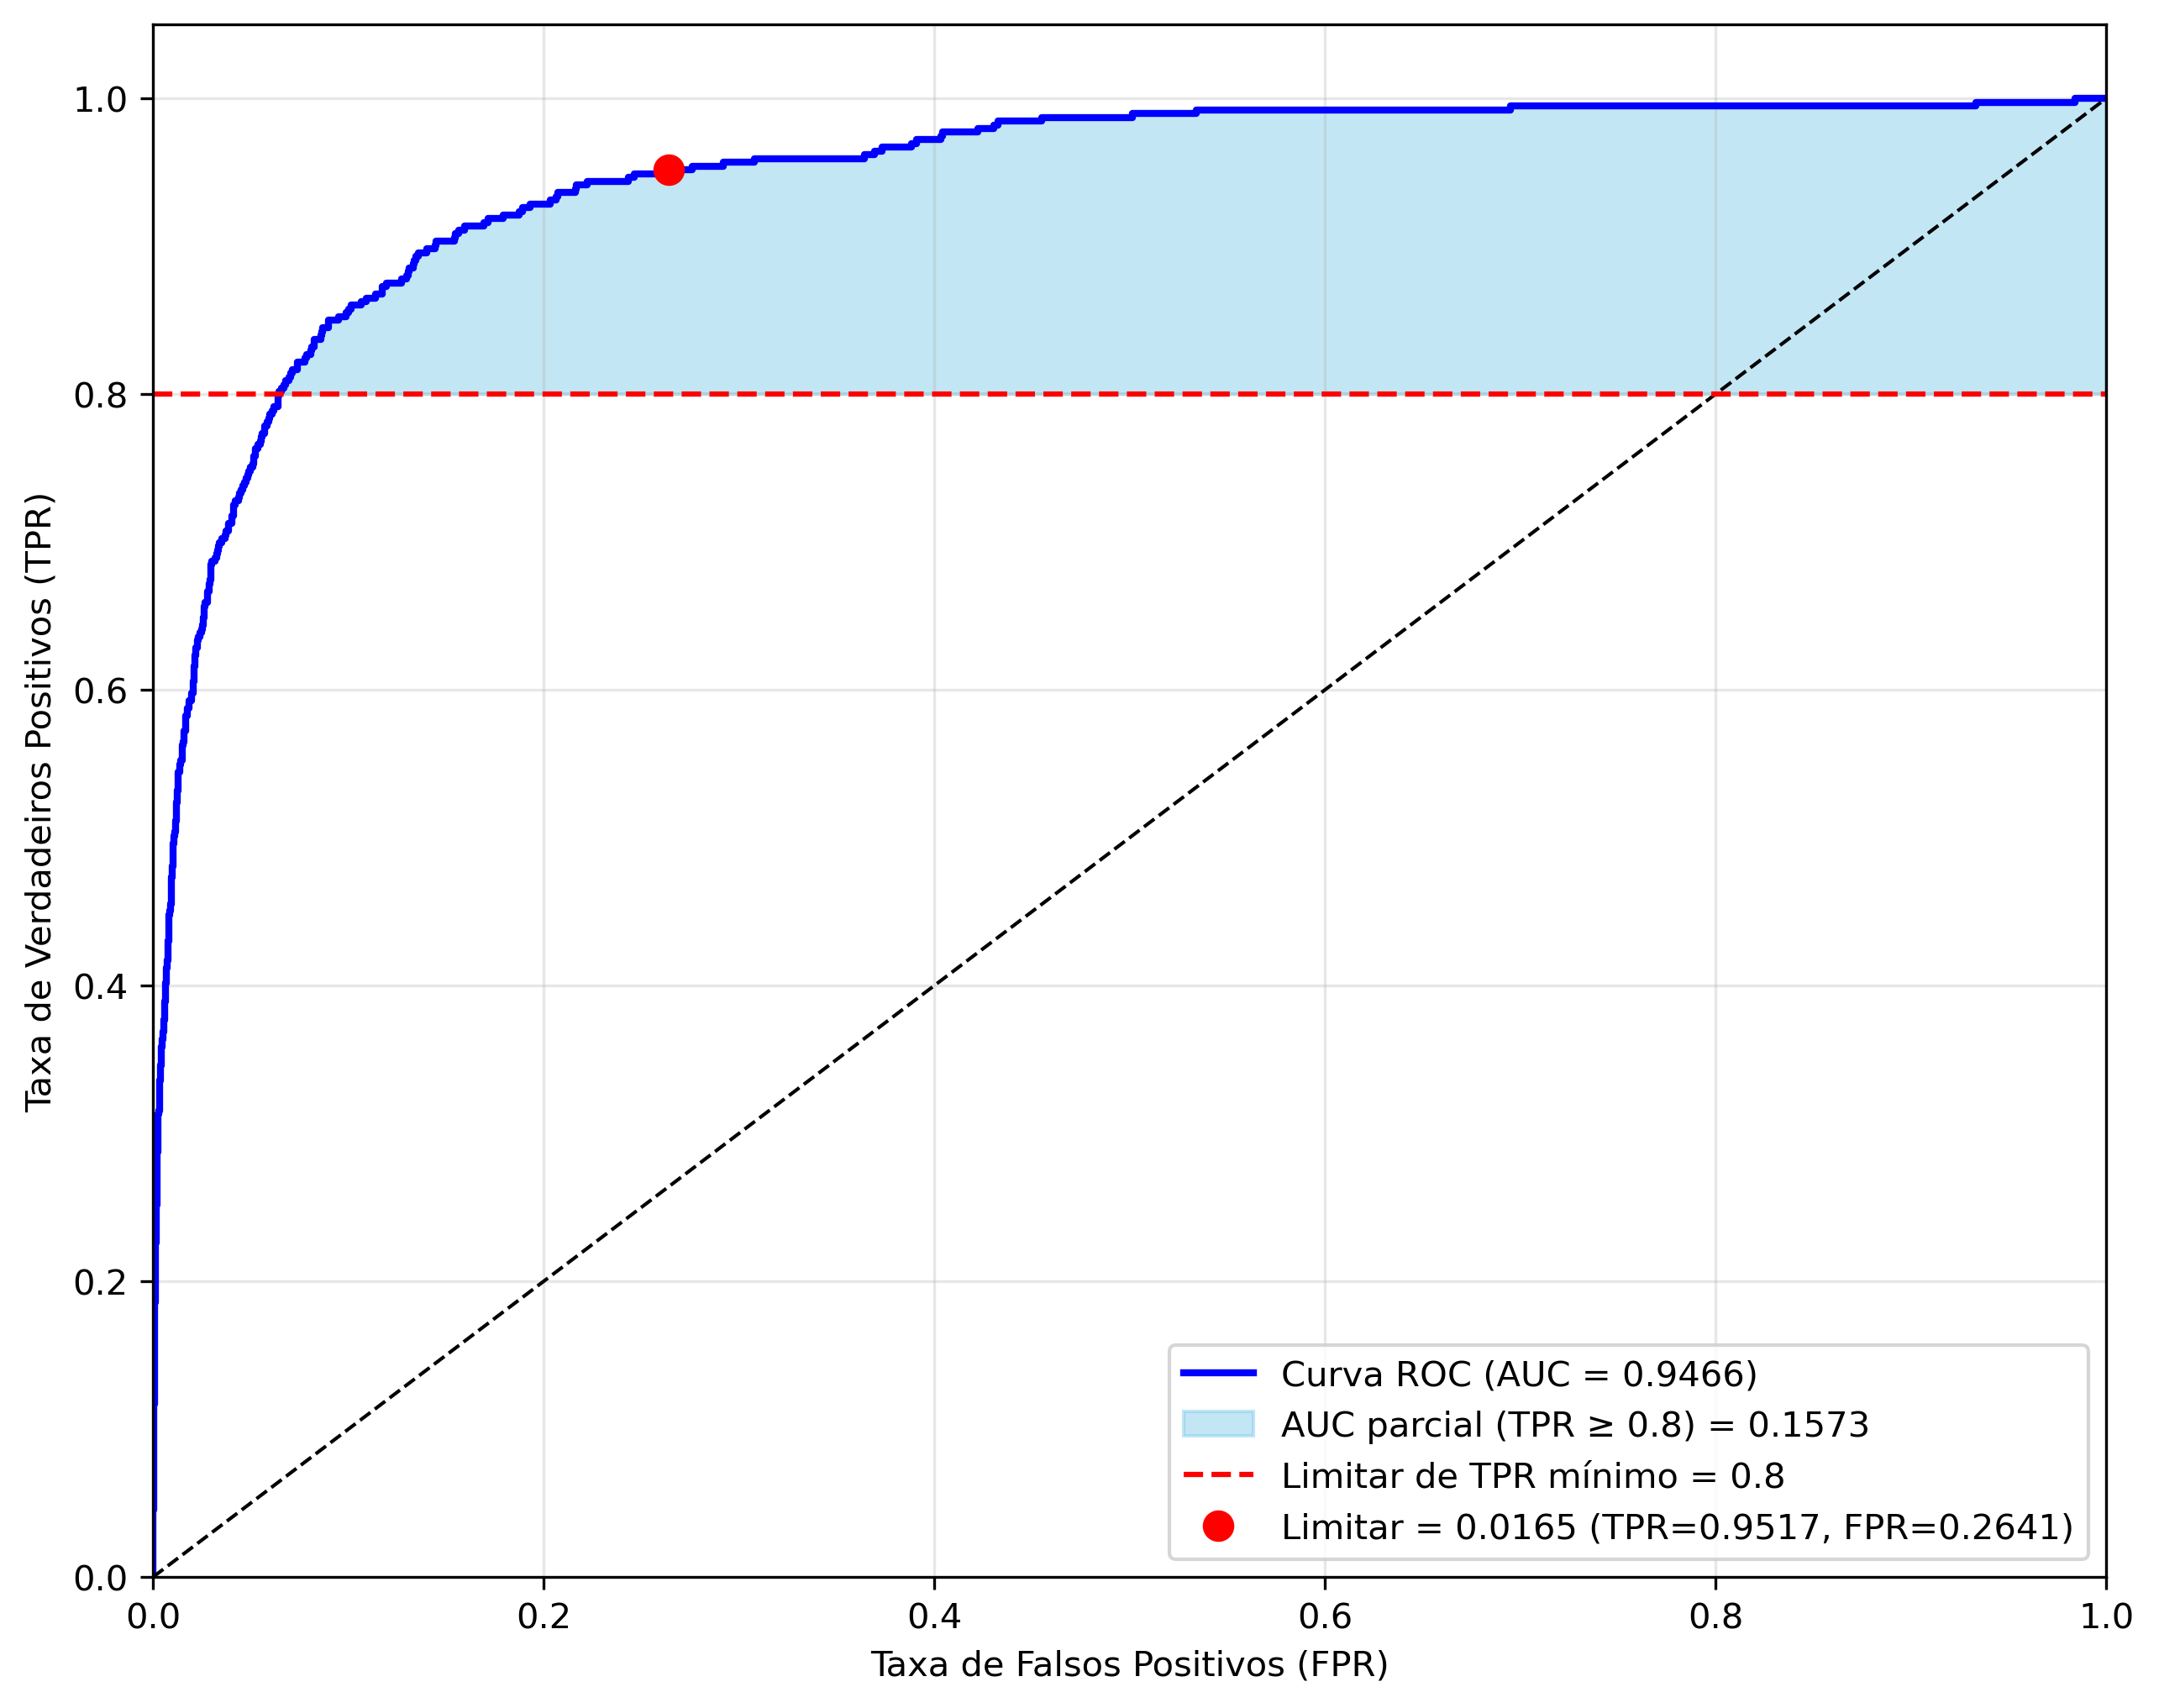 1.0
0.8
0.6
0.4
0.2
0.0
Taxa de Verdadeiros Positivos (TPR)
Curva ROC (AUC = 0.9466)
AUC parcial (TPR ≥ 0.8) = 0.1573
Limitar de TPR mínimo = 0.8
Limitar = 0.0165 (TPR=0.9517, FPR=0.2641)
0.0 0.2 0.4 0.6 0.8 1.0
Taxa de Falsos Positivos (FPR)